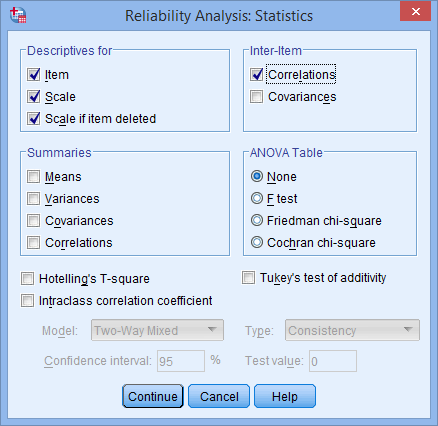 Reliability Analysis: Statistics
Descriptives for
Item
Scale
Scale if item deleted
Inter-Item
Correlations
Covariances
Summaries
Means
Variances
Covariances
Correlations
ANOVA Table
None
F test
Friedman chi-square
Cochran chi-square
Hotelling's T-square
Tukey's test of additivity
Intraclass correlation coefficient
Model: Two-Way Mixed Type: Consistency
Confidence interval: 95 % Test value: 0
Continue Cancel Help